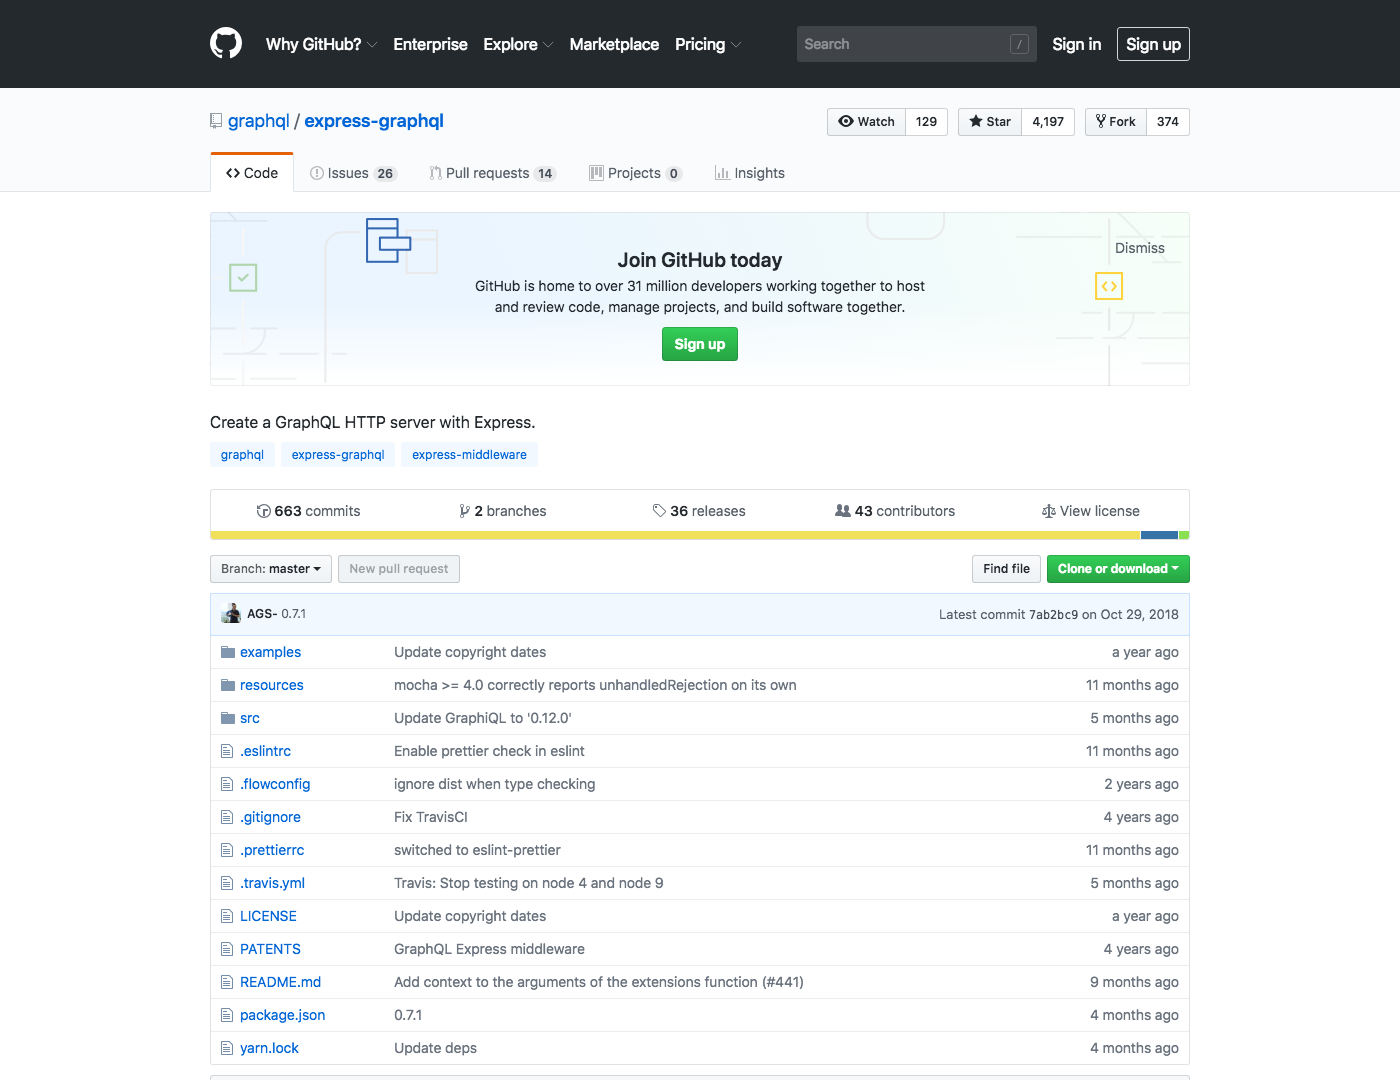 Why GitHub? Enterprise Explore Marketplace Pricing Search / Sign in Sign up
graphql / express-graphql Watch 129 Star 4,197 Fork 374
Code Issues 26 Pull requests 14 Projects 0 Insights
Dismiss
Join GitHub today
GitHub is home to over 31 million developers working together to host
and review code, manage projects, and build software together.
Sign up
Create a GraphQL HTTP server with Express.
graphql express-graphql express-middleware
663 commits 2 branches 36 releases 43 contributors View license
Branch: master New pull request Find file Clone or download
AGS- 0.7.1 Latest commit 7ab2bc9 on Oct 29, 2018
examples Update copyright dates a year ago
resources mocha >= 4.0 correctly reports unhandledRejection on its own 11 months ago
src Update GraphiQL to '0.12.0' 5 months ago
.eslintrc Enable prettier check in eslint 11 months ago
.flowconfig ignore dist when type checking 2 years ago
.gitignore Fix TravisCI 4 years ago
.prettierrc switched to eslint-prettier 11 months ago
.travis.yml Travis: Stop testing on node 4 and node 9 5 months ago
LICENSE Update copyright dates a year ago
PATENTS GraphQL Express middleware 4 years ago
README.md Add context to the arguments of the extensions function (#441) 9 months ago
package.json 0.7.1 4 months ago
yarn.lock Update deps 4 months ago